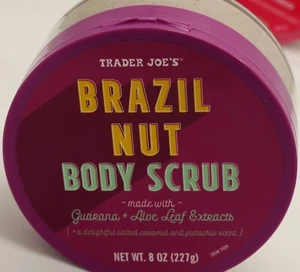 TRADER JOE'S
BRAZIL
NUT
BODY SCRUB
- made with -
Guarana + Aloe Leaf Extracts
( + a delightful salted caramel and pistachio scent )
NET WT. 8 OZ (227g)